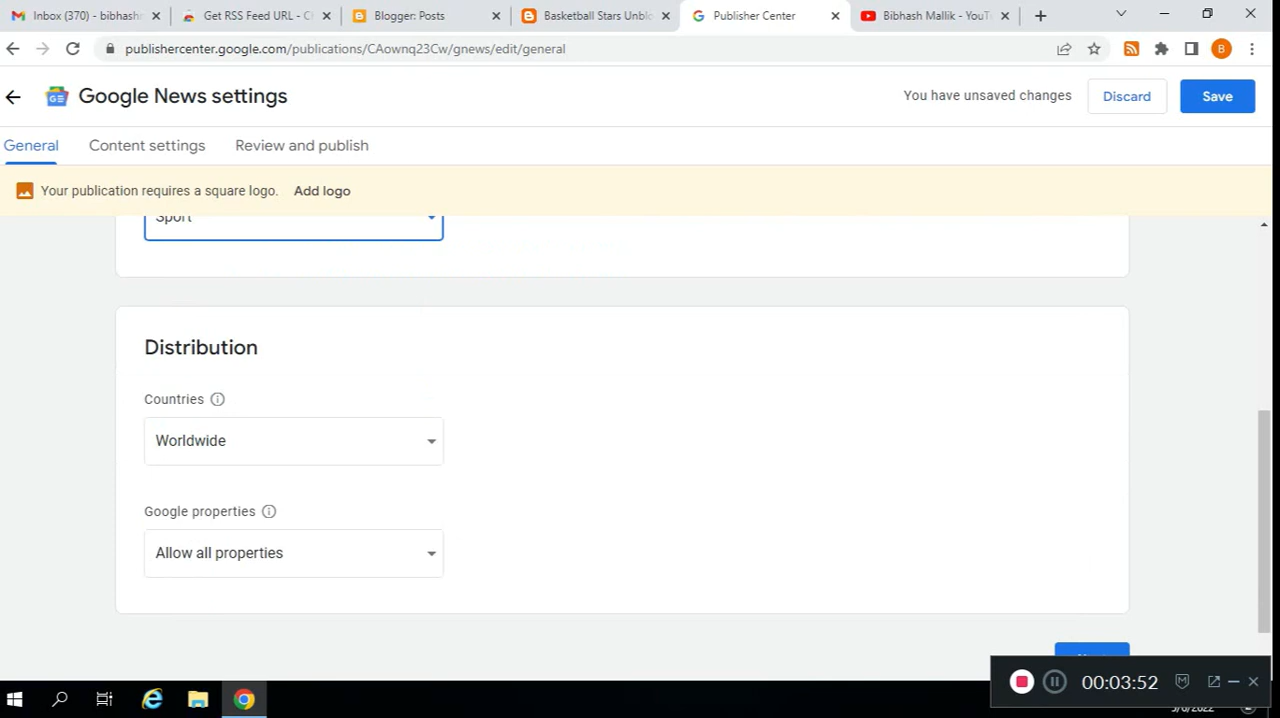 Inbox (370) - bibhash
Get RSS Feed URL - C
Blogger: Posts
Basketball Stars Unblo
Publisher Center
Bibhash Mallik - YouT
publishercenter.google.com/publications/CAownq23Cw/gnews/edit/general
B
GE
Google News settings
You have unsaved changes
Discard
Save
General
Content settings
Review and publish
Your publication requires a square logo.
Add logo
Sport
Distribution
Countries
Worldwide
Google properties
Allow all properties
00:03:52